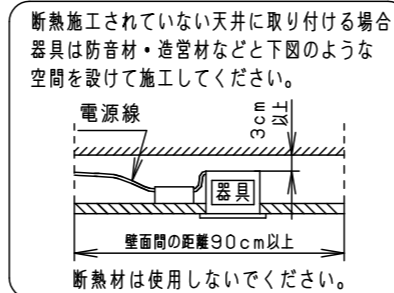 断熱施工されていない天井に取り付ける場合
器具は防音材・造営材などと下図のような
空間を設けて施工してください。
電源線
3cm
以上
器具
壁面間の距離90cm以上
断熱材は使用しないでください。